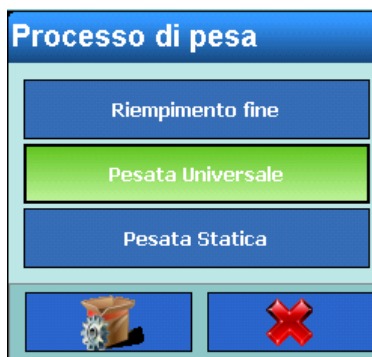 Processo di pesa
Riempimento fine
Pesata Universale
Pesata Statica